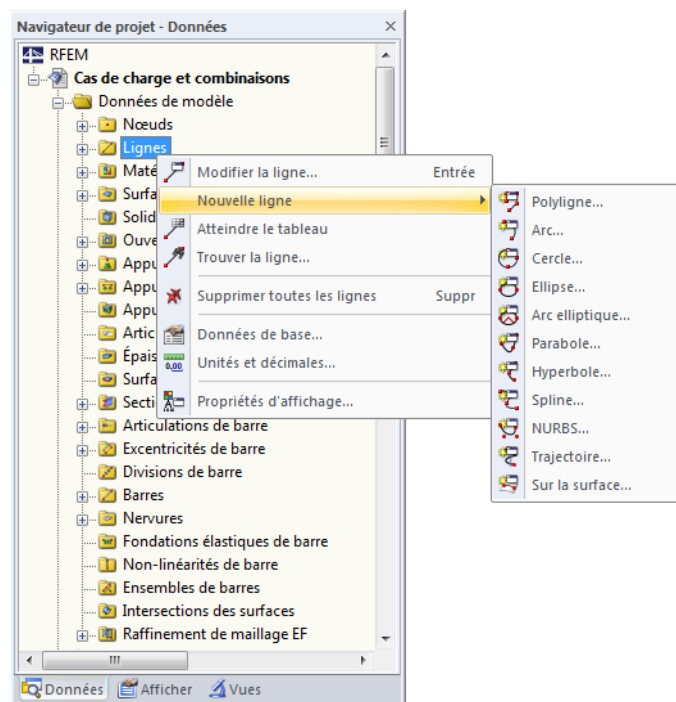 Navigateur de projet - Données
RFEM
Cas de charge et combinaisons
Données de modèle
Nœuds
Lignes
Maté
Surfa
Solid
Ouve
Appu
Appu
Appu
Artic
Épais
Surfa
Secti
Articulations de barre
Excentricités de barre
Divisions de barre
Barres
Nervures
Fondations élastiques de barre
Non-linéarités de barre
Ensembles de barres
Intersections des surfaces
Raffinement de maillage EF
Données Afficher Vues
Modifier la ligne... Entrée
Nouvelle ligne
Atteindre le tableau
Trouver la ligne...
Supprimer toutes les lignes Suppr
Données de base...
0,00 Unités et décimales...
Propriétés d'affichage...
Polyligne...
Arc...
Cercle...
Ellipse...
Arc elliptique...
Parabole...
Hyperbole...
Spline...
NURBS...
Trajectoire...
Sur la surface...